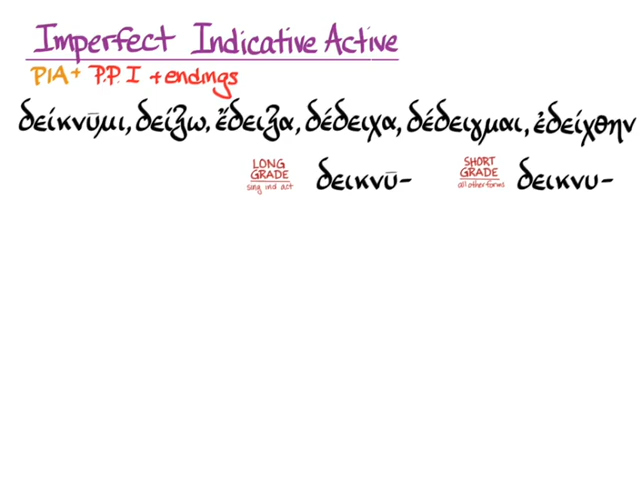 Imperfect Indicative Active
PIA + P.P. I + endings
δείκνῡμι, δείξω, ἔδειξα, δέδειχα, δέδειγμαι, ἐδείχθην
LONG GRADE sing ind act δεικνῡ- SHORT GRADE all other forms δεικνυ-